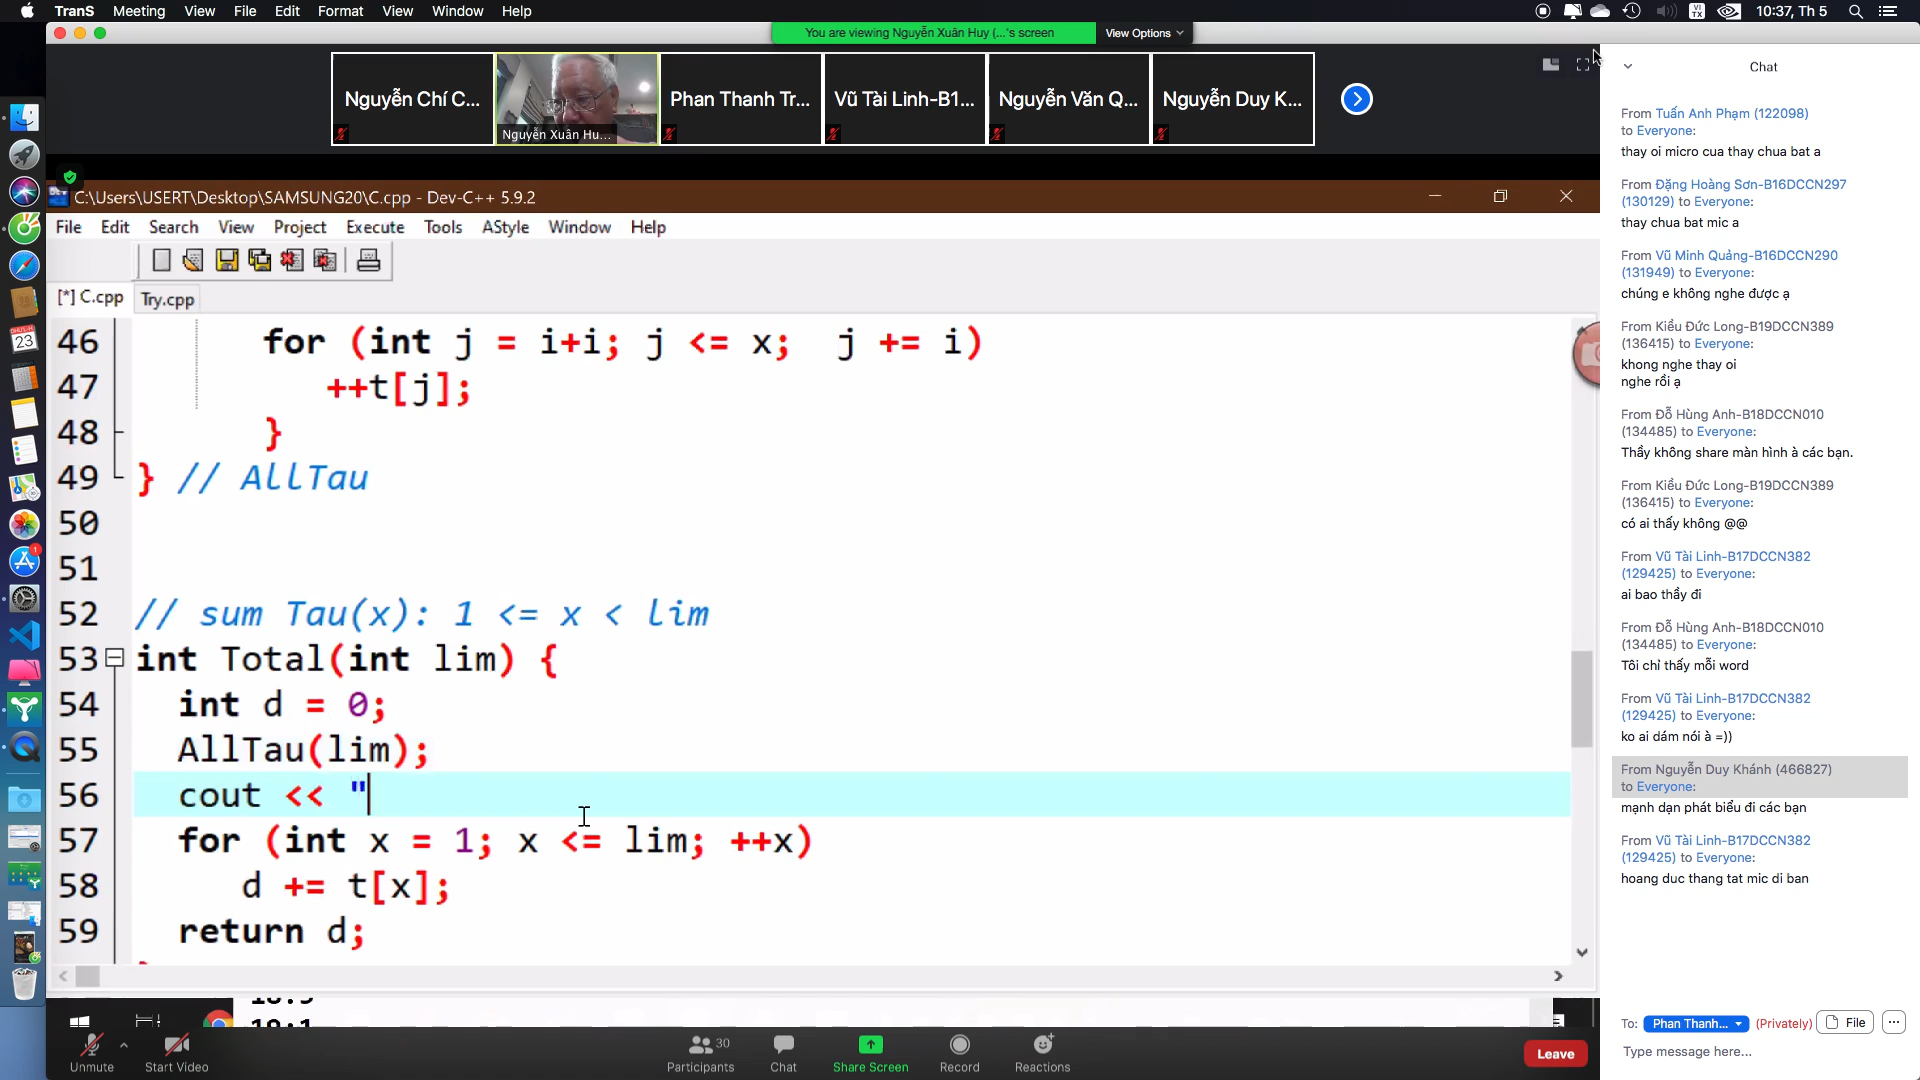 TranS Meeting View File Edit Format View Window Help
10:37, Th 5
You are viewing Nguyễn Xuân Huy (...'s screen View Options
Nguyễn Chí C...
Nguyễn Xuân Hu...
Phan Thanh Tr...
Vũ Tài Linh-B1...
Nguyễn Văn Q...
Nguyễn Duy K...
C:\Users\USERT\Desktop\SAMSUNG20\C.cpp - Dev-C++ 5.9.2
File Edit Search View Project Execute Tools AStyle Window Help
[*] C.cpp Try.cpp
46 for (int j = i+i; j <= x; j += i)
47 ++t[j];
48 }
49 } // AllTau
50
51
52 // sum Tau(x): 1 <= x < lim
53 int Total(int lim) {
54 int d = 0;
55 AllTau(lim);
56 cout << "
57 for (int x = 1; x <= lim; ++x)
58 d += t[x];
59 return d;
Unmute
Start Video
Participants 30
Chat
Share Screen
Record
Reactions
Leave
Chat
From Tuấn Anh Phạm (122098)
to Everyone:
thay oi micro cua thay chua bat a
From Đặng Hoàng Sơn-B16DCCN297
(130129) to Everyone:
thay chua bat mic a
From Vũ Minh Quảng-B16DCCN290
(131949) to Everyone:
chúng e không nghe được ạ
From Kiều Đức Long-B19DCCN389
(136415) to Everyone:
khong nghe thay oi
nghe rồi ạ
From Đỗ Hùng Anh-B18DCCN010
(134485) to Everyone:
Thầy không share màn hình à các bạn.
From Kiều Đức Long-B19DCCN389
(136415) to Everyone:
có ai thấy không @@
From Vũ Tài Linh-B17DCCN382
(129425) to Everyone:
ai bao thầy đi
From Đỗ Hùng Anh-B18DCCN010
(134485) to Everyone:
Tôi chỉ thấy mỗi word
From Vũ Tài Linh-B17DCCN382
(129425) to Everyone:
ko ai dám nói à =))
From Nguyễn Duy Khánh (466827)
to Everyone:
mạnh dạn phát biểu đi các bạn
From Vũ Tài Linh-B17DCCN382
(129425) to Everyone:
hoang duc thang tat mic di ban
To: Phan Thanh... (Privately) File
Type message here...